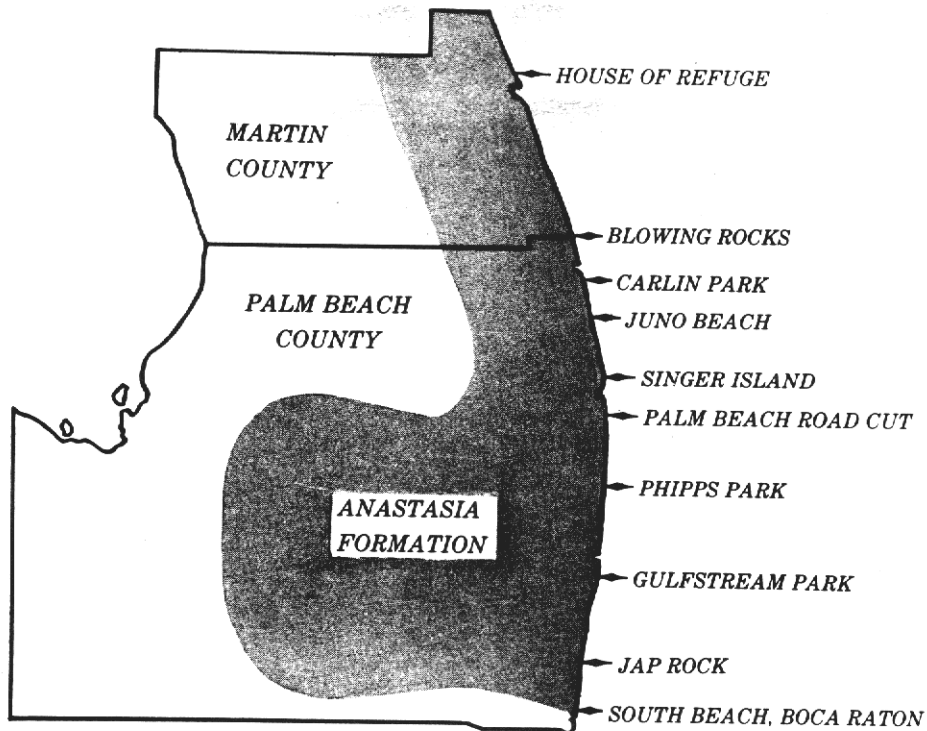 HOUSE OF REFUGE
MARTIN
COUNTY
BLOWING ROCKS
CARLIN PARK
PALM BEACH
COUNTY
JUNO BEACH
SINGER ISLAND
PALM BEACH ROAD CUT
PHIPPS PARK
ANASTASIA
FORMATION
GULFSTREAM PARK
JAP ROCK
SOUTH BEACH, BOCA RATON